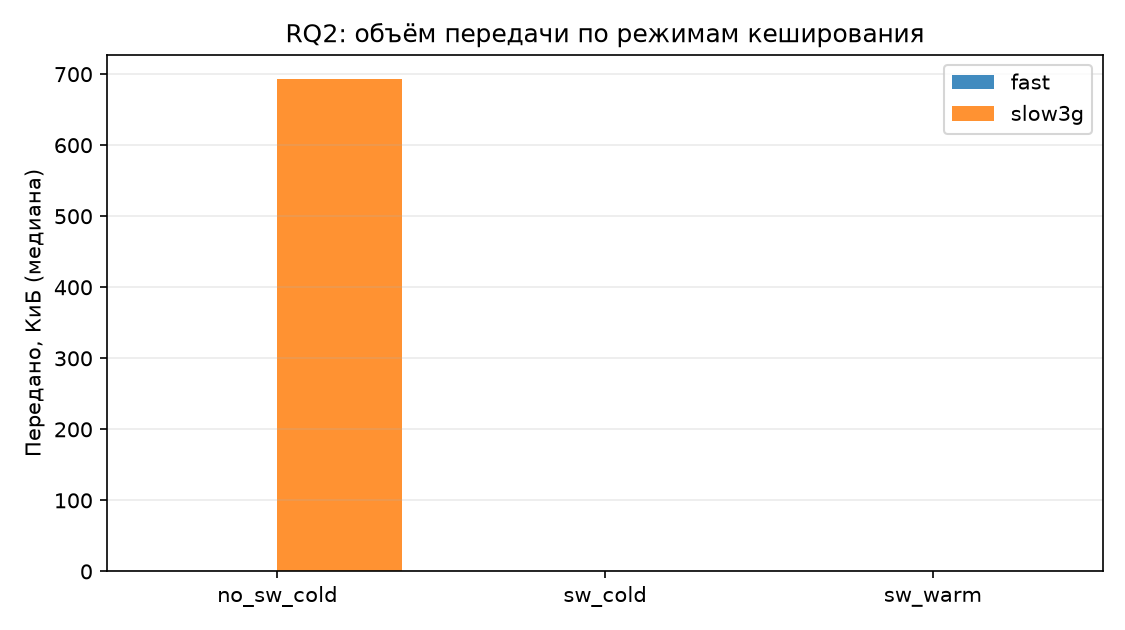 RQ2: объём передачи по режимам кеширования
fast
slow3g
Передано, КиБ (медиана)
700
600
500
400
300
200
100
0
no_sw_cold
sw_cold
sw_warm